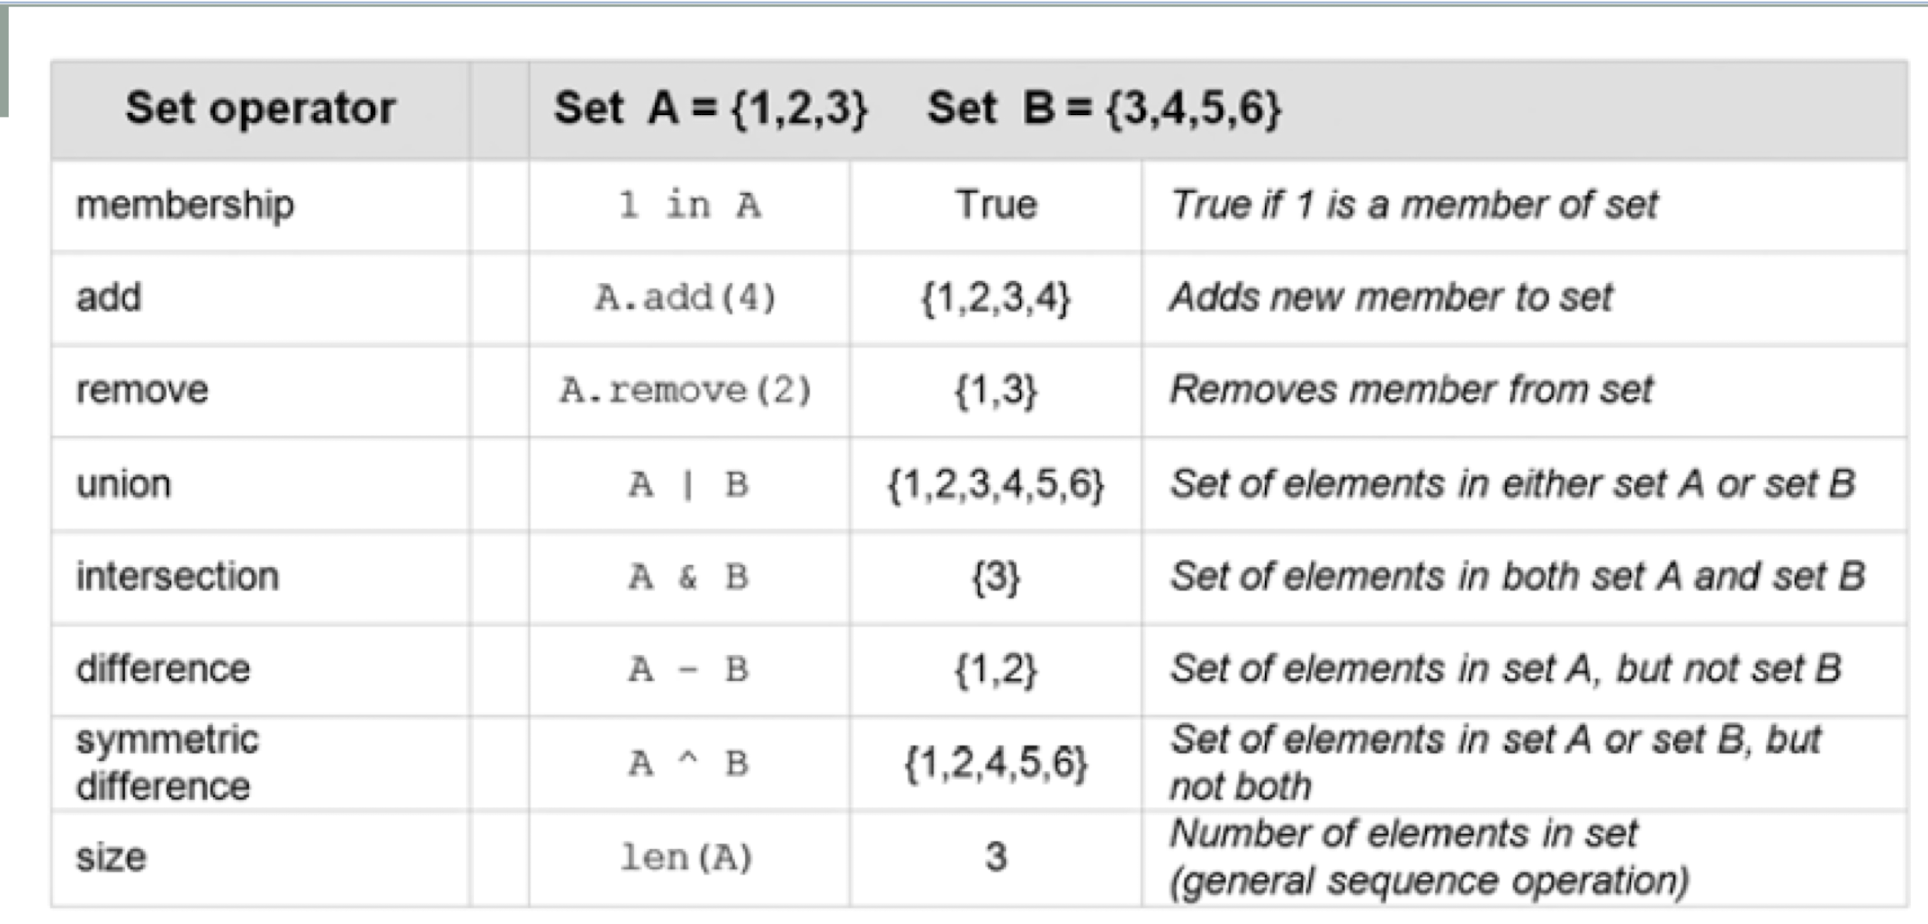 Set operator Set A = {1,2,3} Set B = {3,4,5,6}
membership 1 in A True True if 1 is a member of set
add A.add(4) {1,2,3,4} Adds new member to set
remove A.remove(2) {1,3} Removes member from set
union A | B {1,2,3,4,5,6} Set of elements in either set A or set B
intersection A & B {3} Set of elements in both set A and set B
difference A - B {1,2} Set of elements in set A, but not set B
symmetric
difference A ^ B {1,2,4,5,6} Set of elements in set A or set B, but
not both
size len(A) 3 Number of elements in set
(general sequence operation)